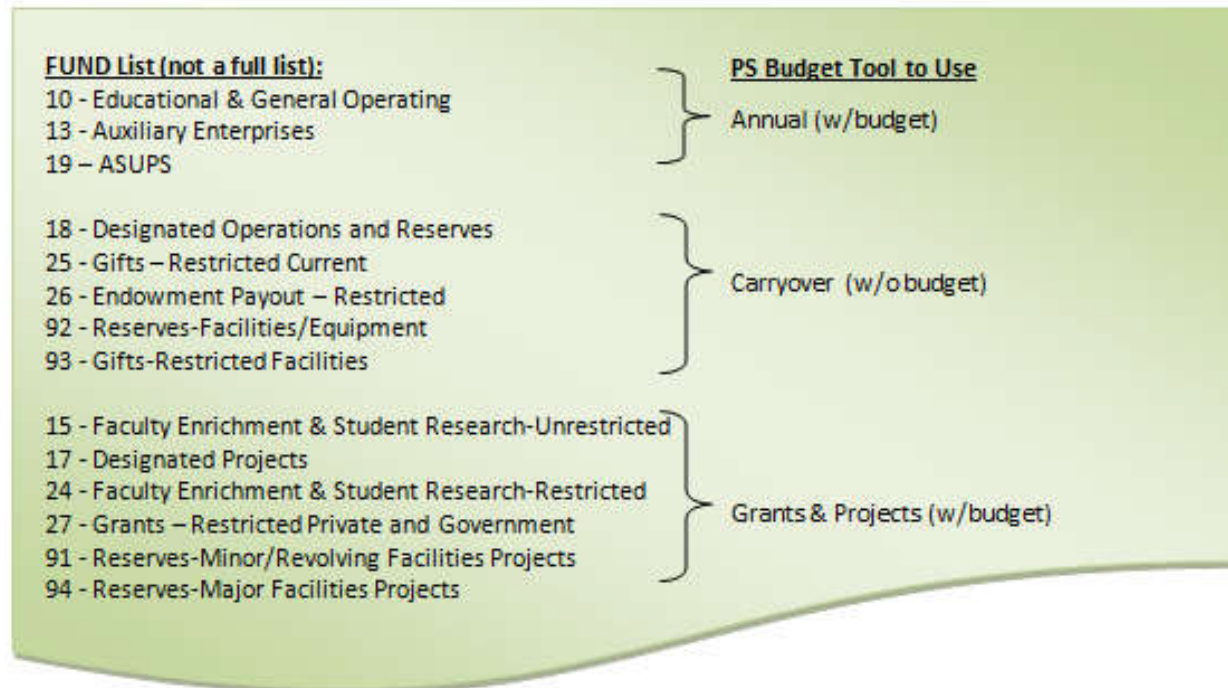 FUND List (not a full list):
PS Budget Tool to Use
10 - Educational & General Operating
13 - Auxiliary Enterprises
19 – ASUPS
Annual (w/budget)
18 - Designated Operations and Reserves
25 - Gifts – Restricted Current
26 - Endowment Payout – Restricted
92 - Reserves-Facilities/Equipment
93 - Gifts-Restricted Facilities
Carryover (w/o budget)
15 - Faculty Enrichment & Student Research-Unrestricted
17 - Designated Projects
24 - Faculty Enrichment & Student Research-Restricted
27 - Grants – Restricted Private and Government
91 - Reserves-Minor/Revolving Facilities Projects
94 - Reserves-Major Facilities Projects
Grants & Projects (w/budget)